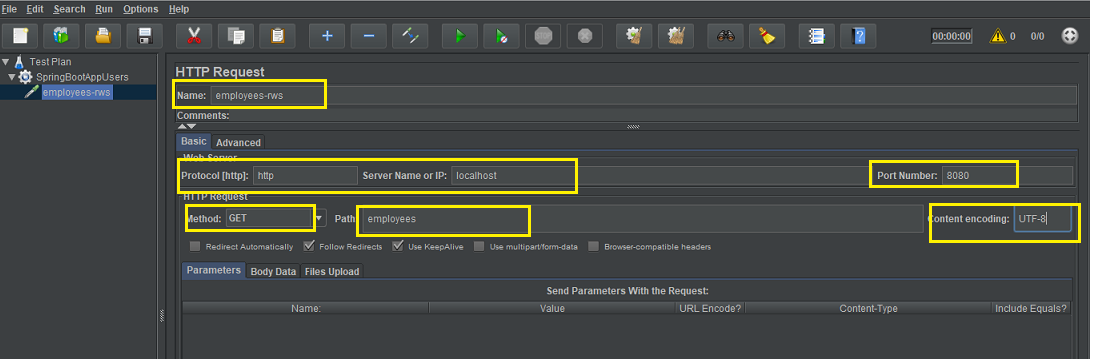 File Edit Search Run Options Help
00:00:00 0 0/0
Test Plan
SpringBootAppUsers
employees-rws
HTTP Request
Name: employees-rws
Comments:
Basic Advanced
Web Server
Protocol [http]: http Server Name or IP: localhost Port Number: 8080
HTTP Request
Method: GET Path: employees Content encoding: UTF-8
Redirect Automatically Follow Redirects Use KeepAlive Use multipart/form-data Browser-compatible headers
Parameters Body Data Files Upload
Send Parameters With the Request:
Name: Value URL Encode? Content-Type Include Equals?